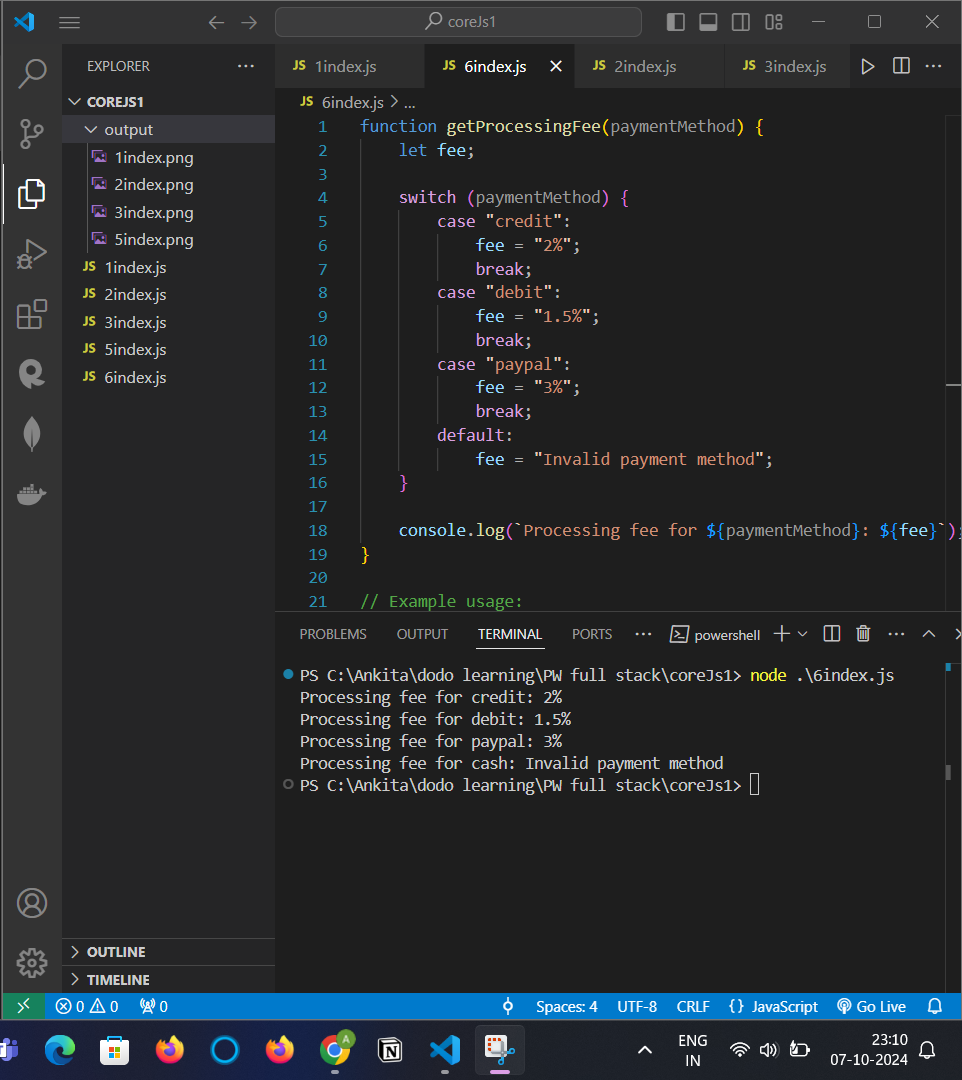 coreJs1
EXPLORER
JS 1index.js
JS 6index.js
JS 2index.js
JS 3index.js
COREJS1
output
1index.png
2index.png
3index.png
5index.png
JS 1index.js
JS 2index.js
JS 3index.js
JS 5index.js
JS 6index.js
OUTLINE
TIMELINE
JS 6index.js > ...
1 function getProcessingFee(paymentMethod) {
2     let fee;
3
4     switch (paymentMethod) {
5         case "credit":
6             fee = "2%";
7             break;
8         case "debit":
9             fee = "1.5%";
10             break;
11         case "paypal":
12             fee = "3%";
13             break;
14         default:
15             fee = "Invalid payment method";
16     }
17
18     console.log(`Processing fee for ${paymentMethod}: ${fee}`);
19 }
20
21 // Example usage:
PROBLEMS OUTPUT TERMINAL PORTS ... powershell
PS C:\Ankita\dodo learning\PW full stack\coreJs1> node .\6index.js
Processing fee for credit: 2%
Processing fee for debit: 1.5%
Processing fee for paypal: 3%
Processing fee for cash: Invalid payment method
PS C:\Ankita\dodo learning\PW full stack\coreJs1>
0 0 0 Spaces: 4 UTF-8 CRLF {} JavaScript Go Live
A
ENG
IN
23:10
07-10-2024